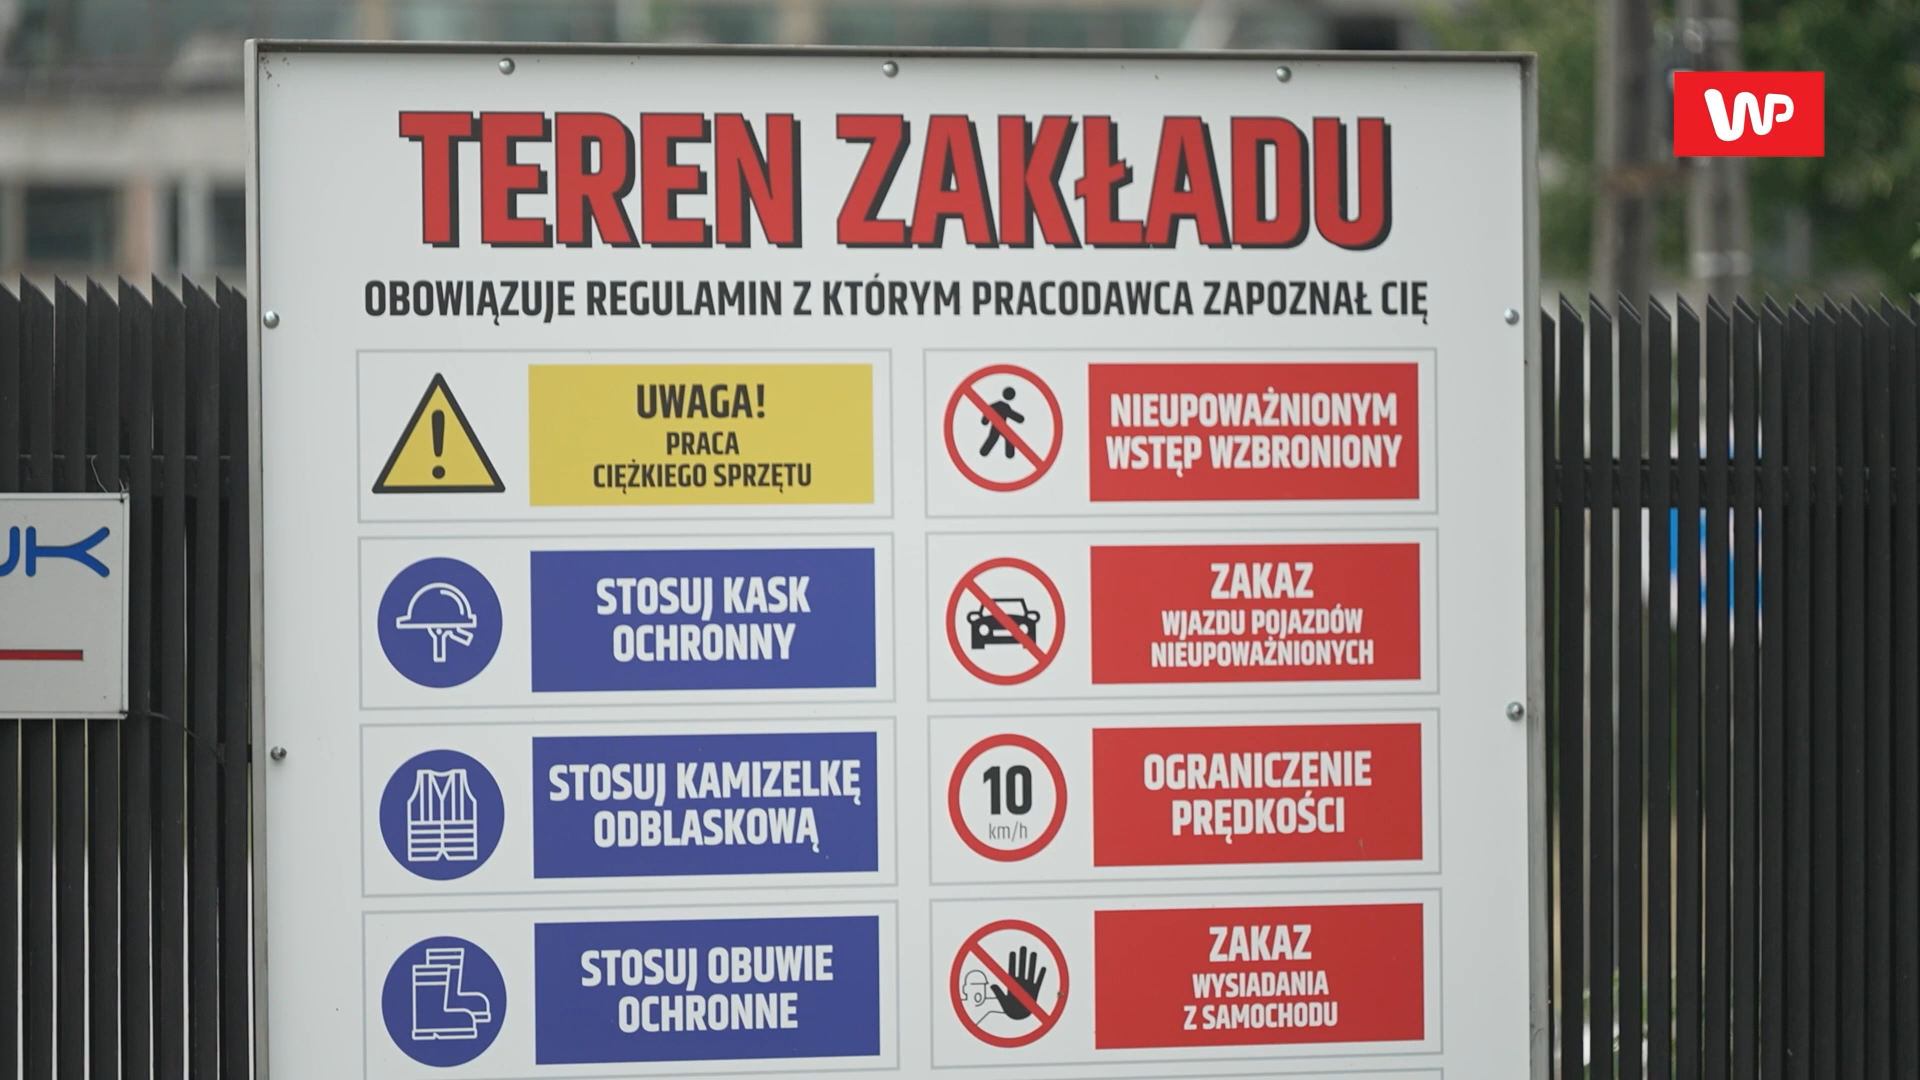 TEREN ZAKŁADU
OBOWIĄZUJE REGULAMIN Z KTÓRYM PRACODAWCA ZAPOZNAŁ CIĘ
UWAGA!
PRACA
CIĘŻKIEGO SPRZĘTU
NIEUPOWAŻNIONYM
WSTĘP WZBRONIONY
STOSUJ KASK
OCHRONNY
ZAKAZ
WJAZDU POJAZDÓW
NIEUPOWAŻNIONYCH
STOSUJ KAMIZELKĘ
ODBLASKOWĄ
10
km/h
OGRANICZENIE
PRĘDKOŚCI
STOSUJ OBUWIE
OCHRONNE
ZAKAZ
WYSIADANIA
Z SAMOCHODU
WP